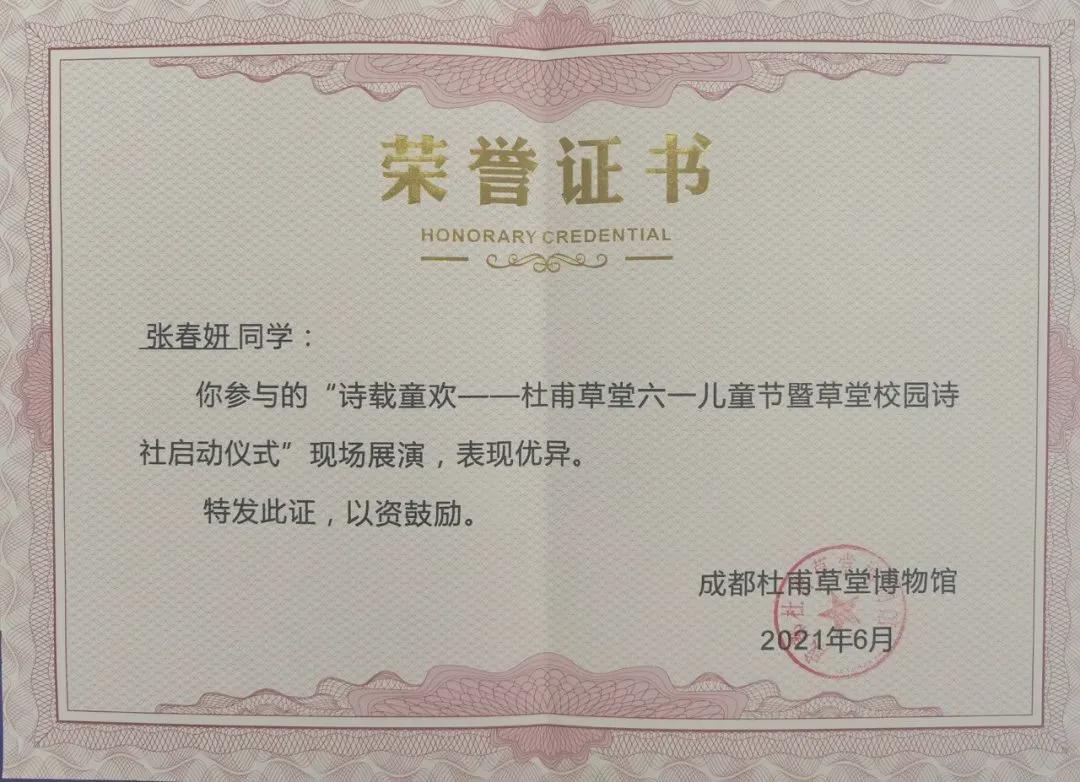 荣誉证书
HONORARY CREDENTIAL
张春妍同学：
你参与的“诗载童欢——杜甫草堂六一儿童节暨草堂校园诗
社启动仪式”现场展演，表现优异。
特发此证，以资鼓励。
成都杜甫草堂博物馆
2021年6月